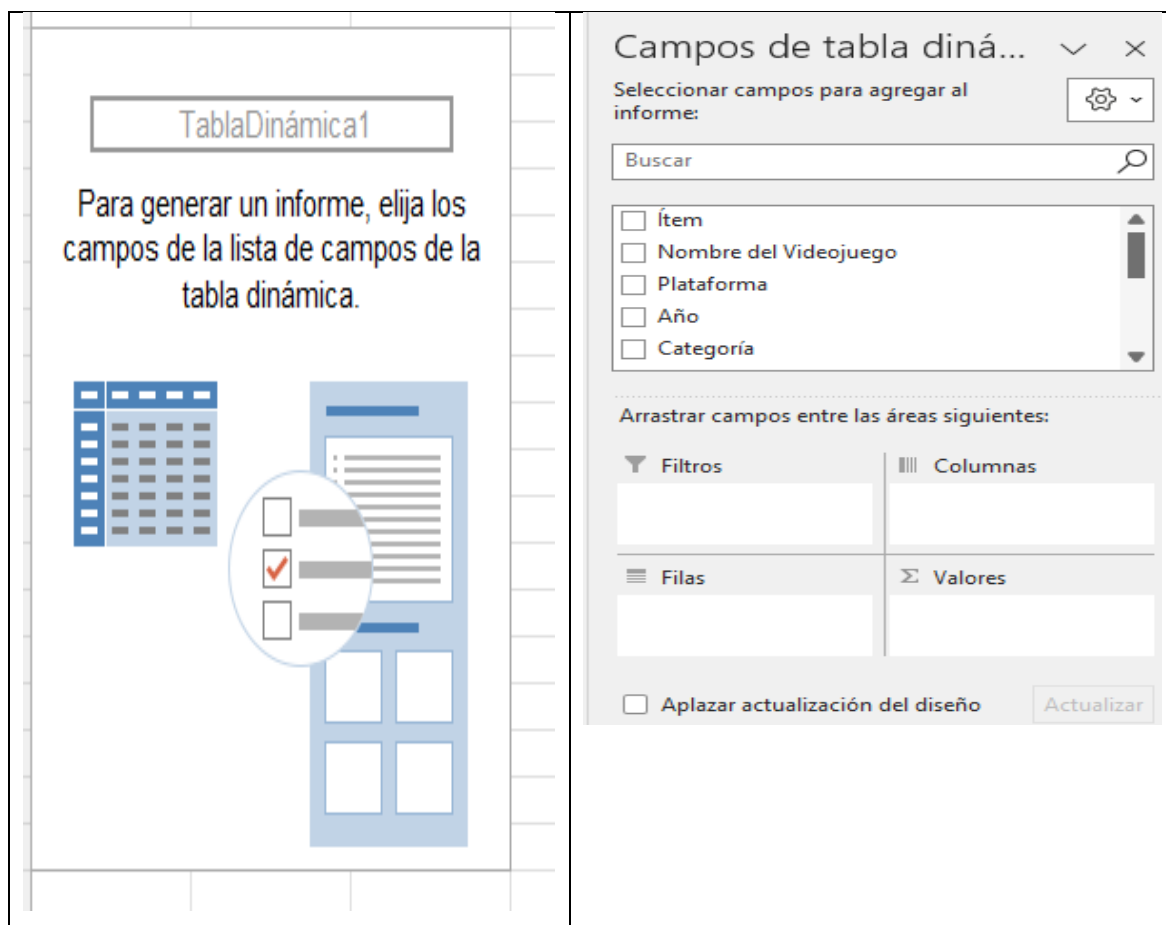 TablaDinámica1
Para generar un informe, elija los
campos de la lista de campos de la
tabla dinámica.
Campos de tabla diná...
Seleccionar campos para agregar al
informe:
Buscar
Ítem
Nombre del Videojuego
Plataforma
Año
Categoría
Arrastrar campos entre las áreas siguientes:
Filtros
Columnas
Filas
Σ Valores
Aplazar actualización del diseño
Actualizar